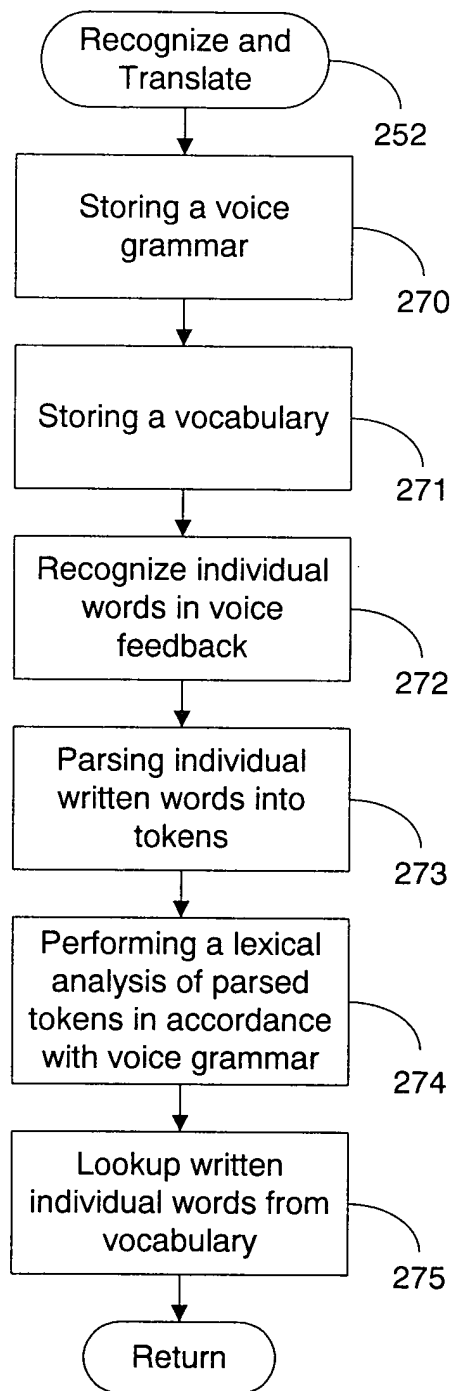 Recognize and
Translate
252
Storing a voice
grammar
270
Storing a vocabulary
271
Recognize individual
words in voice
feedback
272
Parsing individual
written words into
tokens
273
Performing a lexical
analysis of parsed
tokens in accordance
with voice grammar
274
Lookup written
individual words from
vocabulary
275
Return